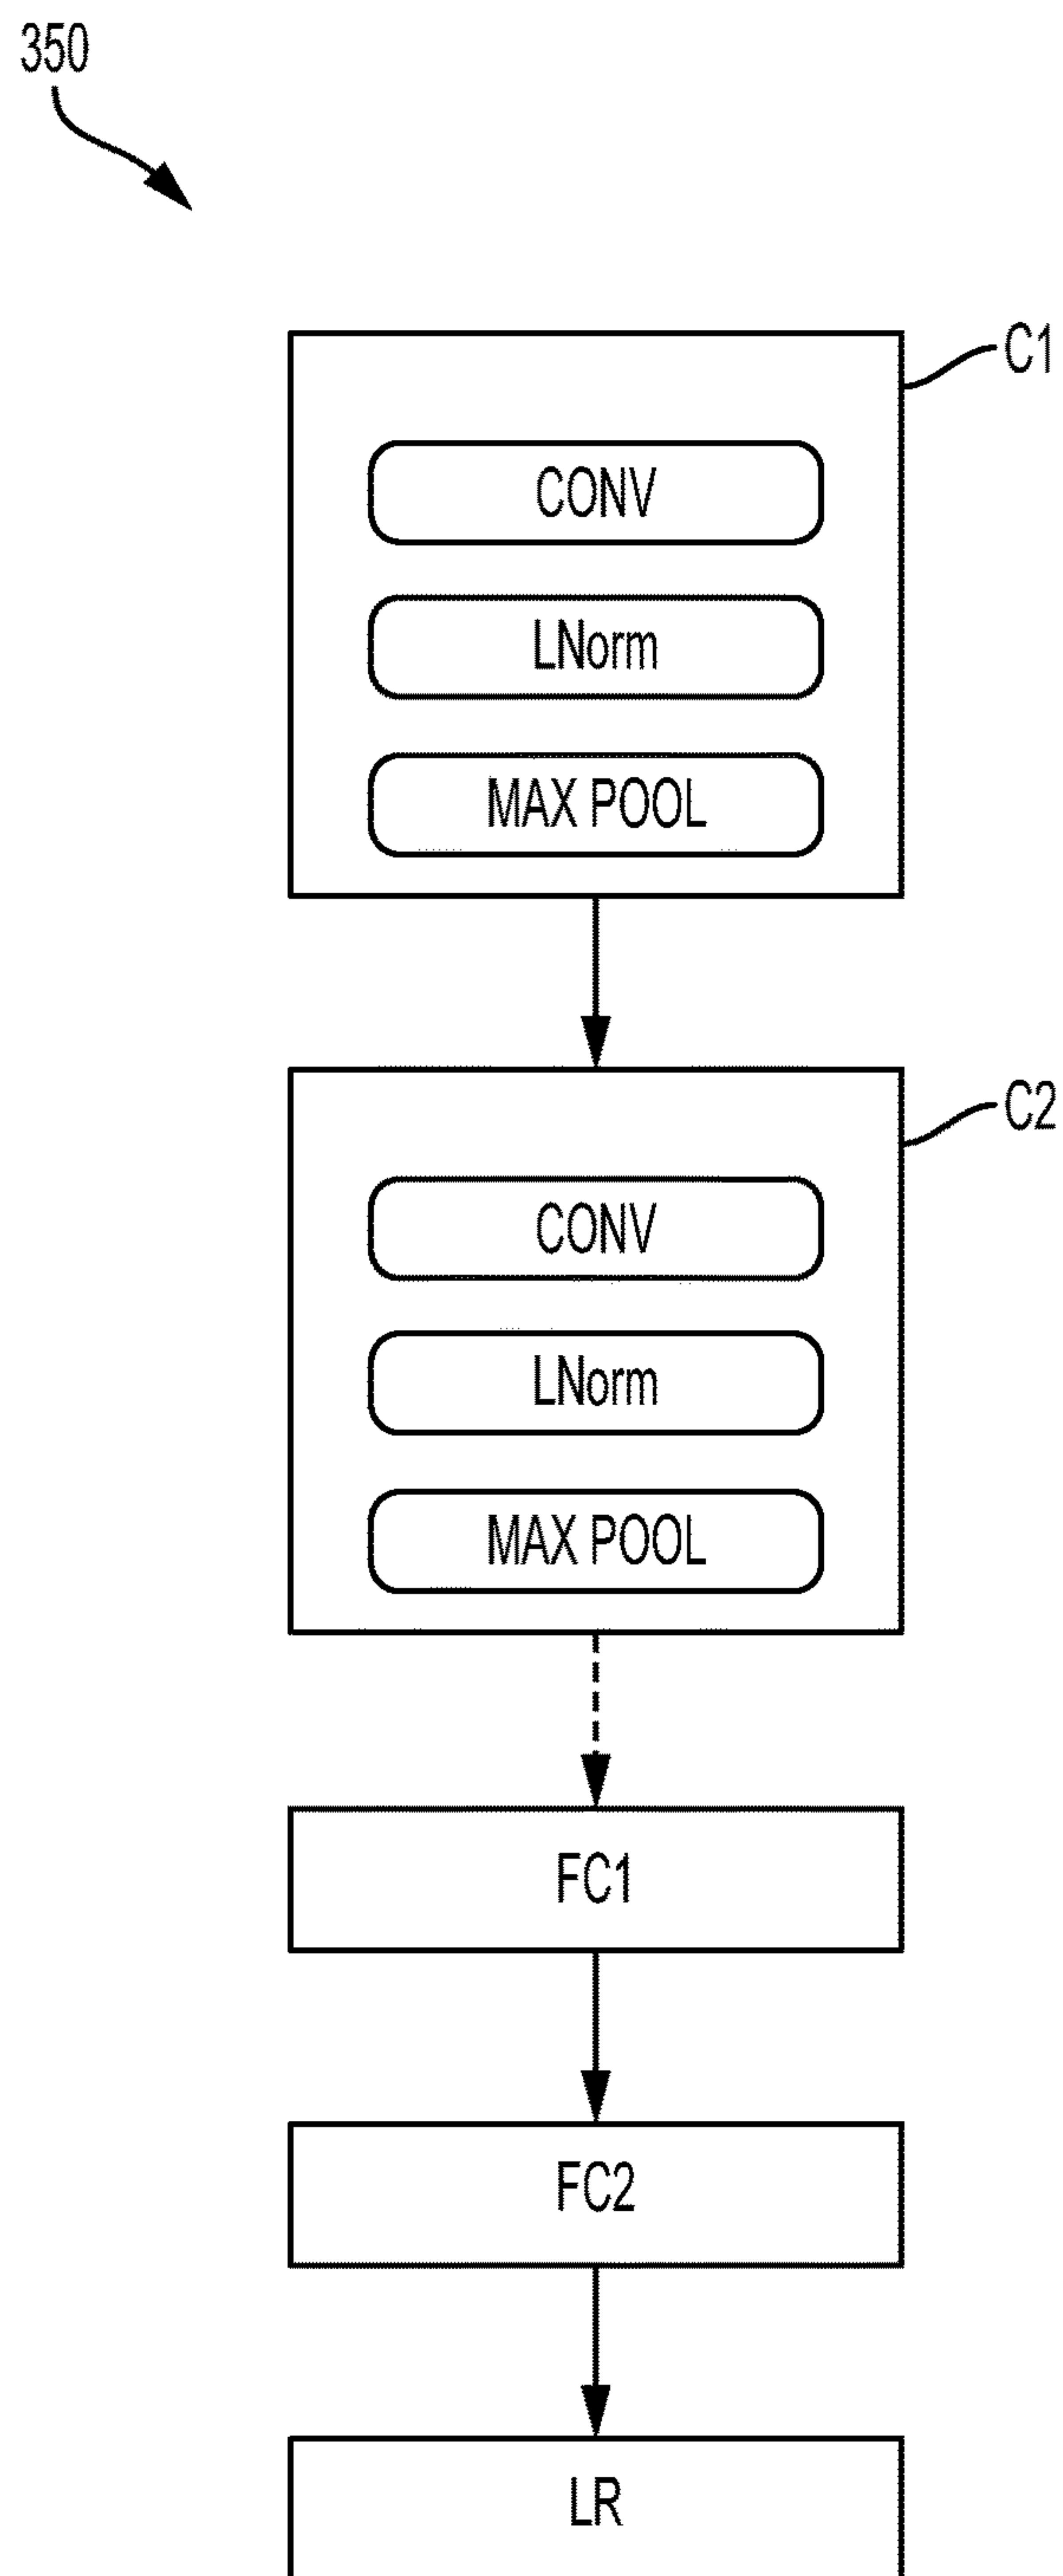 350
C1
CONV
LNorm
MAX POOL
C2
CONV
LNorm
MAX POOL
FC1
FC2
LR